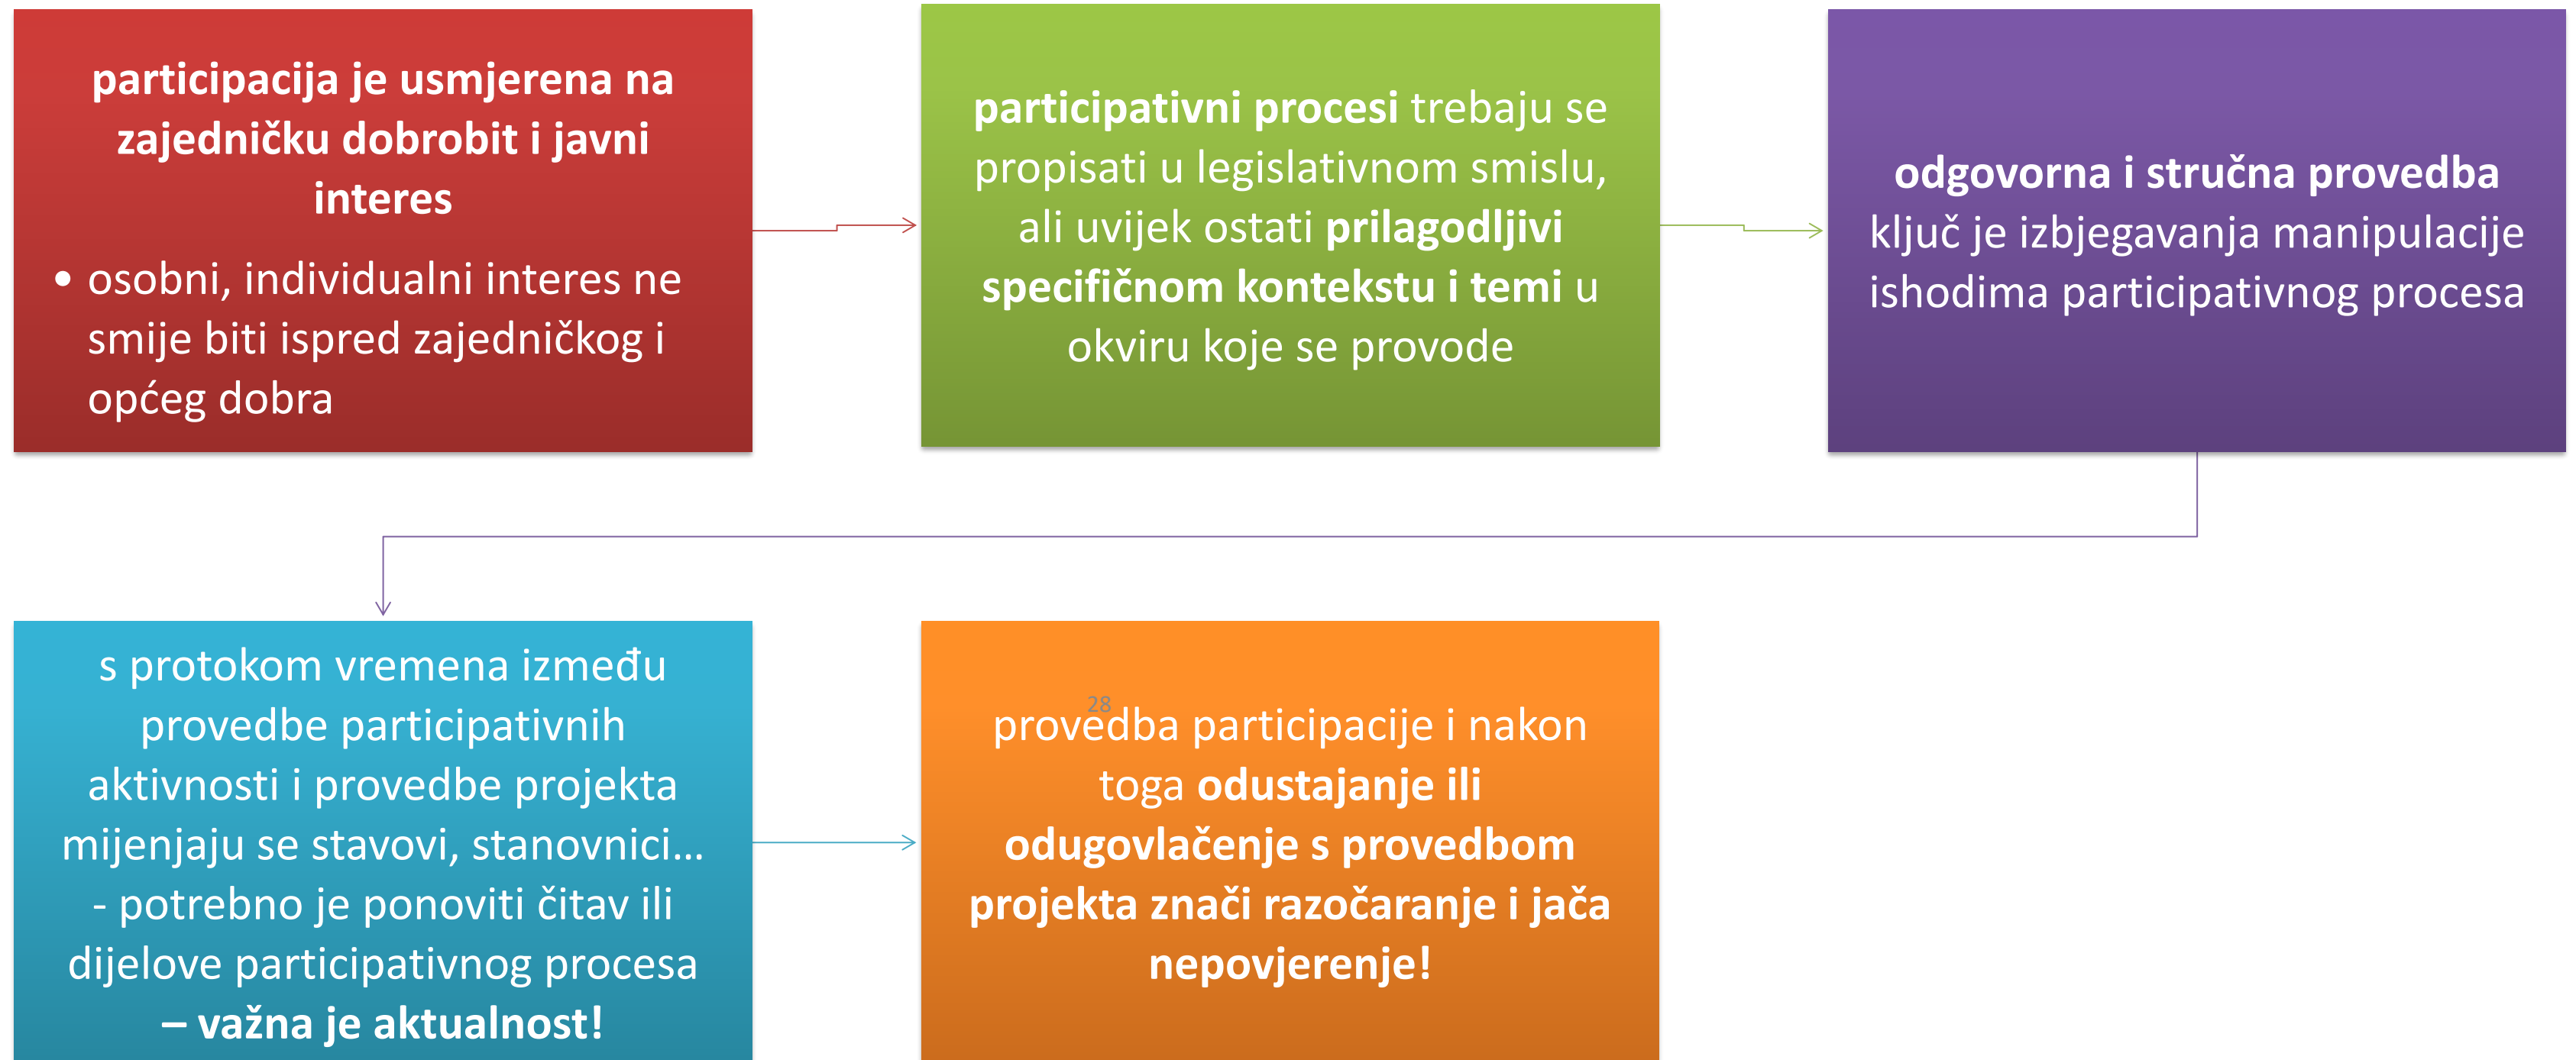 participacija je usmjerena na
zajedničku dobrobit i javni
interes
• osobni, individualni interes ne
smije biti ispred zajedničkog i
općeg dobra
participativni procesi trebaju se
propisati u legislativnom smislu,
ali uvijek ostati prilagodljivi
specifičnom kontekstu i temi u
okviru koje se provode
odgovorna i stručna provedba
ključ je izbjegavanja manipulacije
ishodima participativnog procesa
s protokom vremena između
provedbe participativnih
aktivnosti i provedbe projekta
mijenjaju se stavovi, stanovnici...
- potrebno je ponoviti čitav ili
dijelove participativnog procesa
– važna je aktualnost!
28
provedba participacije i nakon
toga odustajanje ili
odugovlačenje s provedbom
projekta znači razočaranje i jača
nepovjerenje!